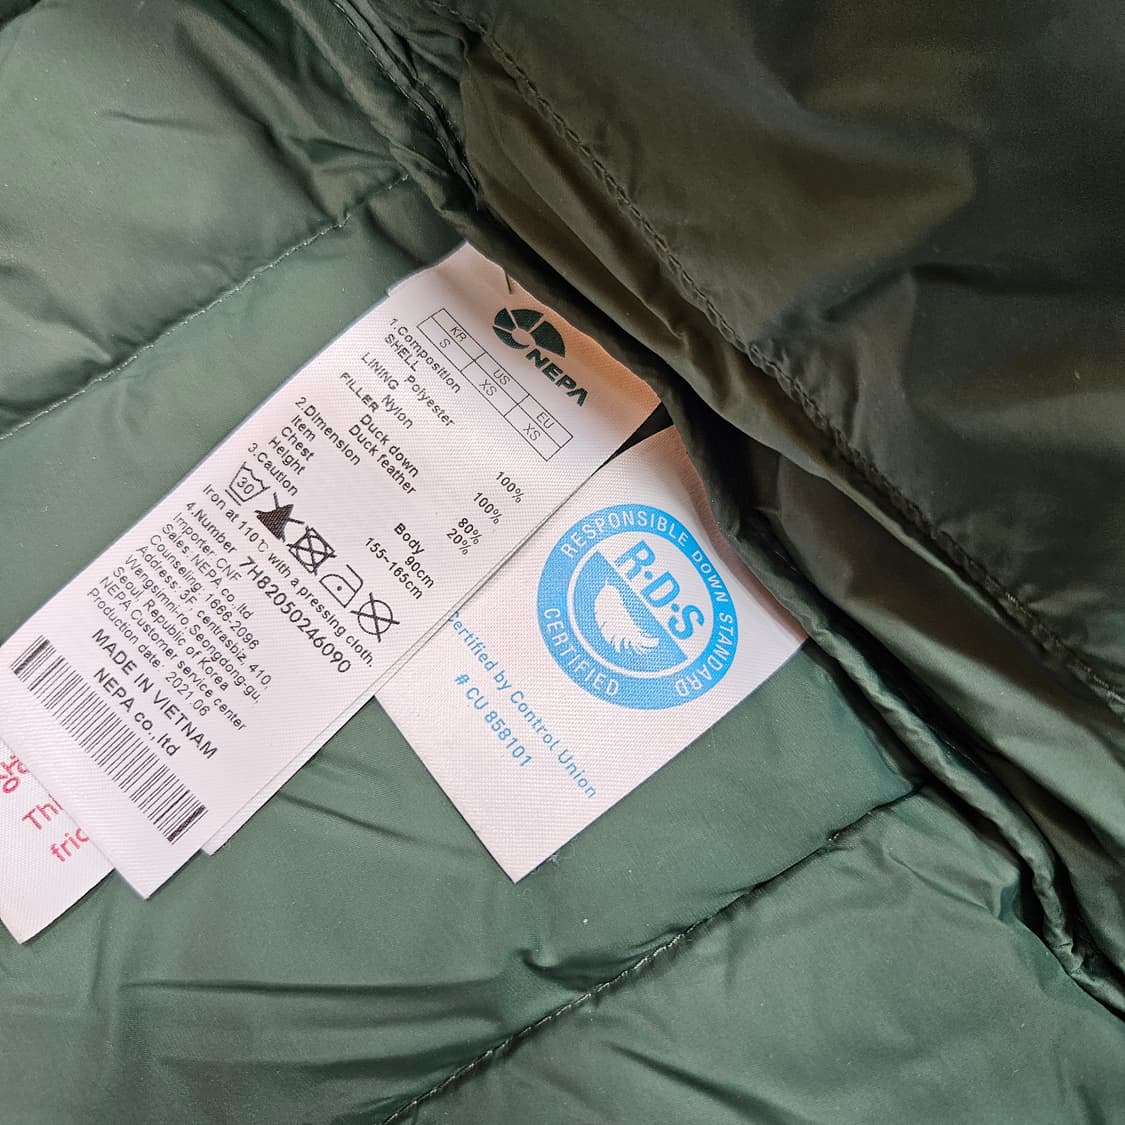 NEPA
KR US EU
S XS XS
1.Composition
SHELL Polyester 100%
LINING Nylon 100%
FILLER Duck down 80%
Duck feather 20%
2.Dimension
Item Body
Chest 90cm
Height 155-165cm
3.Caution
30
Iron at 110℃ with a pressing cloth.
4.Number 7H82050246090
Importer.CNF
Sales: NEPA co.,ltd
Counseling. 1666-2096
Address: 3F, centrasbiz, 410,
Wangsimni-ro,Seongdong-gu,
Seoul, Republic of Korea
NEPA Customer service center
Production date : 2021.06
MADE IN VIETNAM
NEPA co.,ltd
RESPONSIBLE DOWN STANDARD
R·D·S
CERTIFIED
Certified by Control Union
# CU 858101